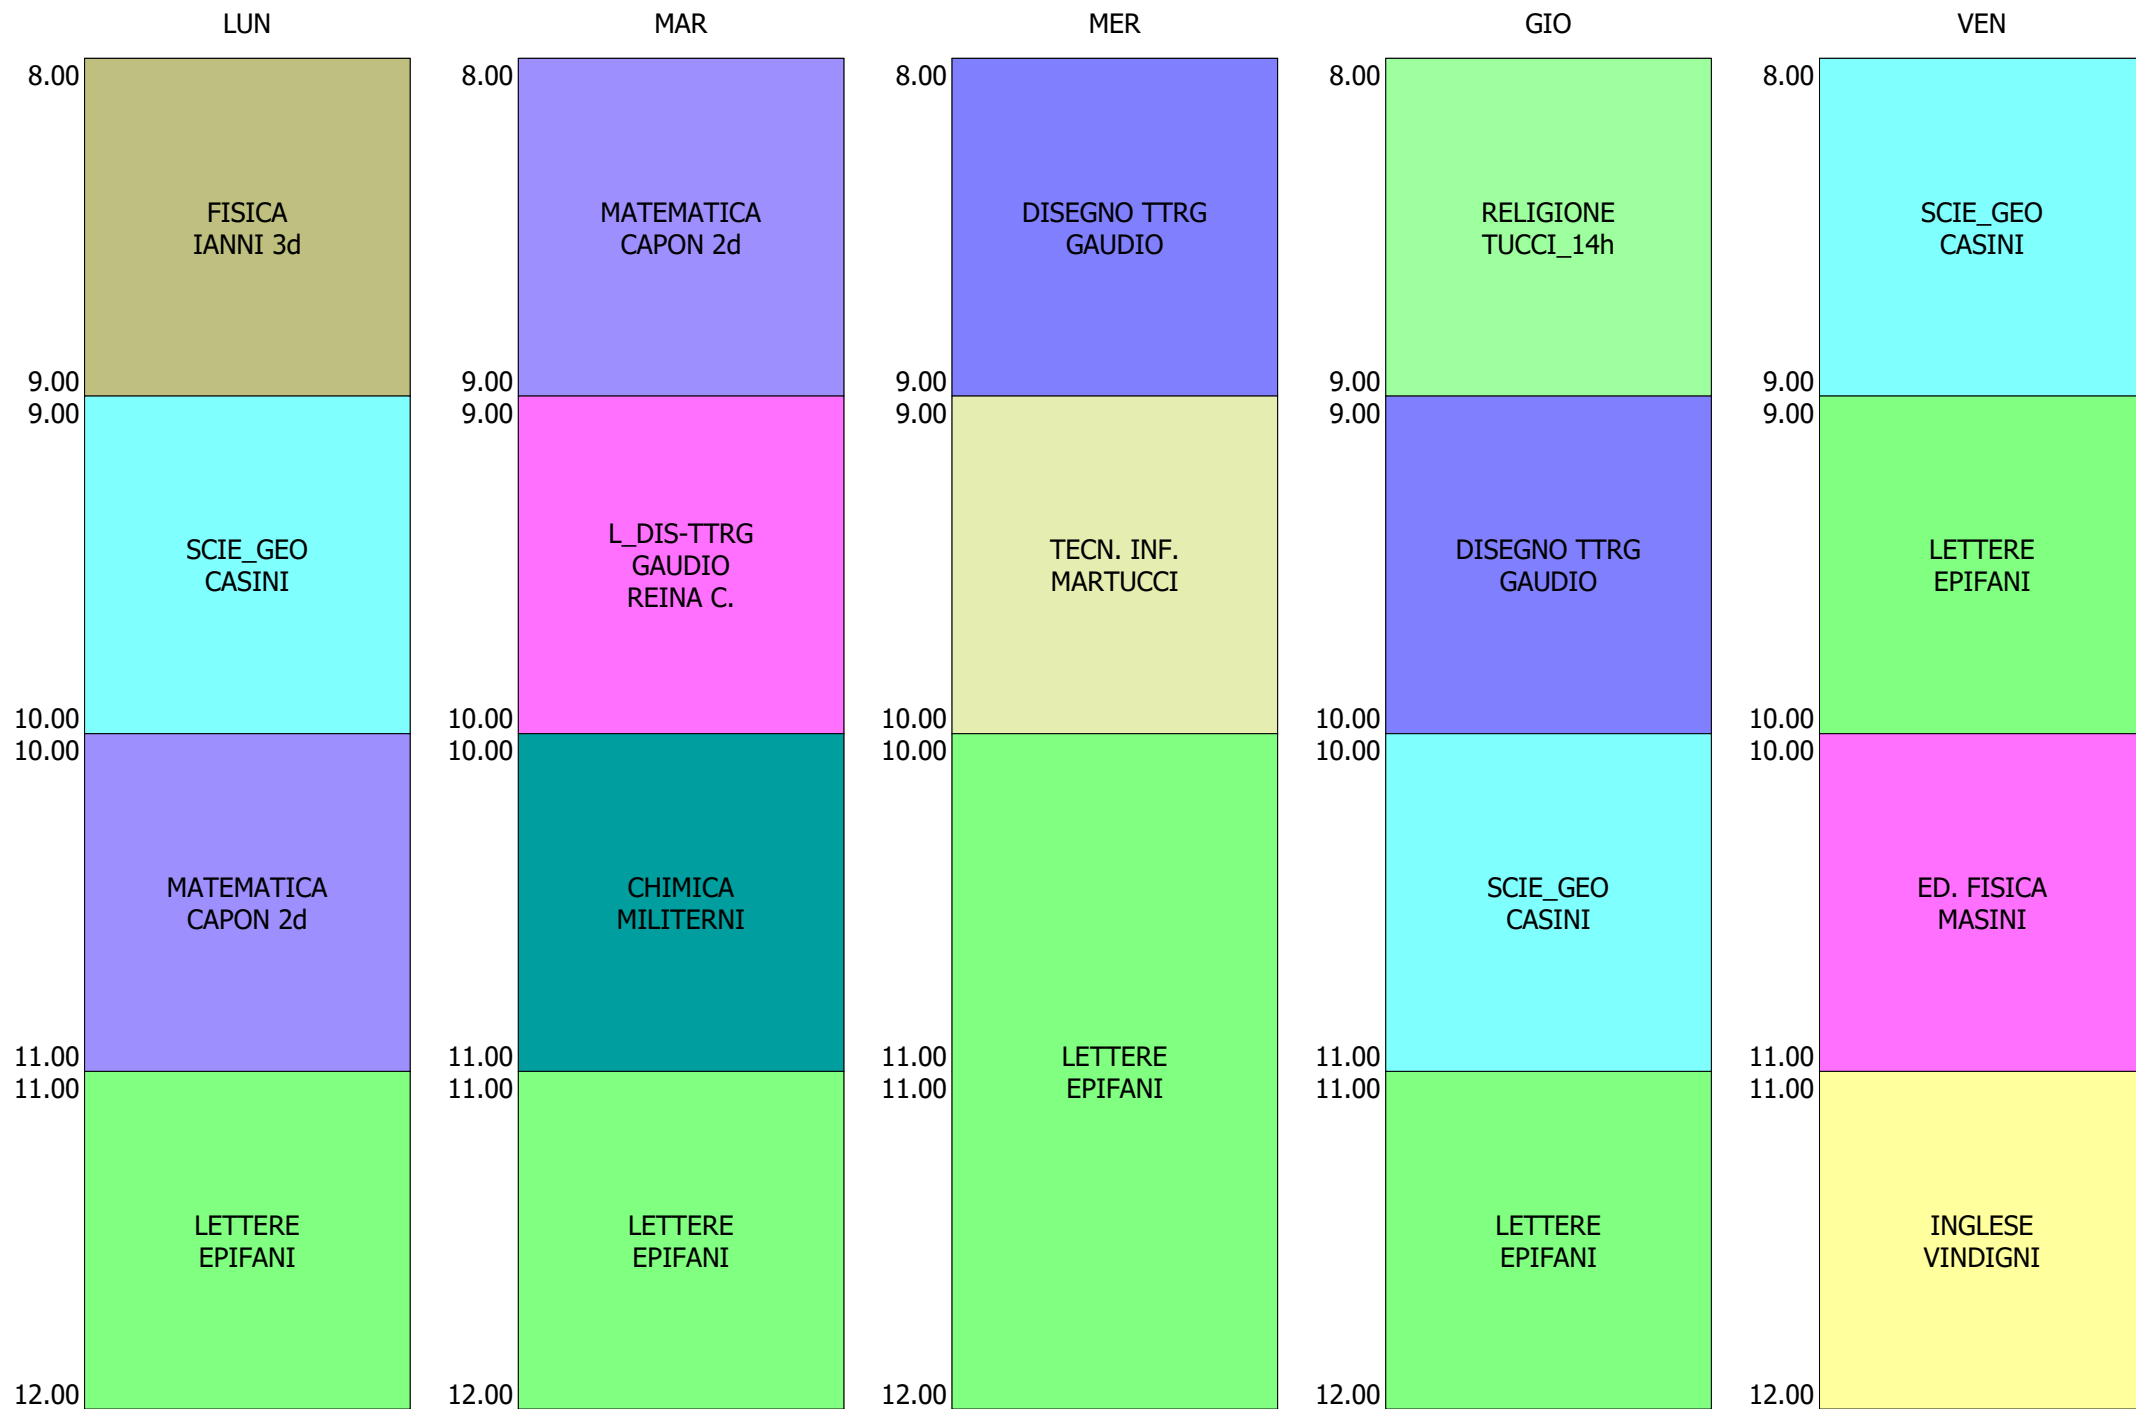 LUN
MAR
MER
GIO
VEN
8.00
FISICA
IANNI 3d
9.00
9.00
SCIE_GEO
CASINI
10.00
10.00
MATEMATICA
CAPON 2d
11.00
11.00
LETTERE
EPIFANI
12.00
8.00
MATEMATICA
CAPON 2d
9.00
9.00
L_DIS-TTRG
GAUDIO
REINA C.
10.00
10.00
CHIMICA
MILITERNI
11.00
11.00
LETTERE
EPIFANI
12.00
8.00
DISEGNO TTRG
GAUDIO
9.00
9.00
TECN. INF.
MARTUCCI
10.00
10.00
11.00
LETTERE
EPIFANI
11.00
12.00
8.00
RELIGIONE
TUCCI_14h
9.00
9.00
DISEGNO TTRG
GAUDIO
10.00
10.00
SCIE_GEO
CASINI
11.00
11.00
LETTERE
EPIFANI
12.00
8.00
SCIE_GEO
CASINI
9.00
9.00
LETTERE
EPIFANI
10.00
10.00
ED. FISICA
MASINI
11.00
11.00
INGLESE
VINDIGNI
12.00